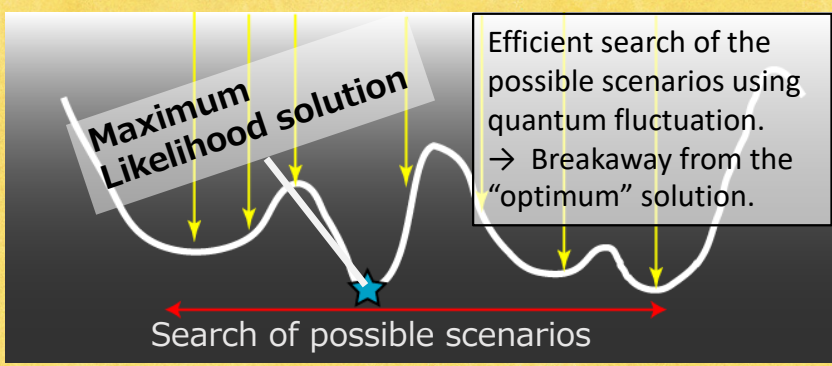 Maximum
Likelihood solution
Efficient search of the
possible scenarios using
quantum fluctuation.
→ Breakaway from the
“optimum” solution.
Search of possible scenarios